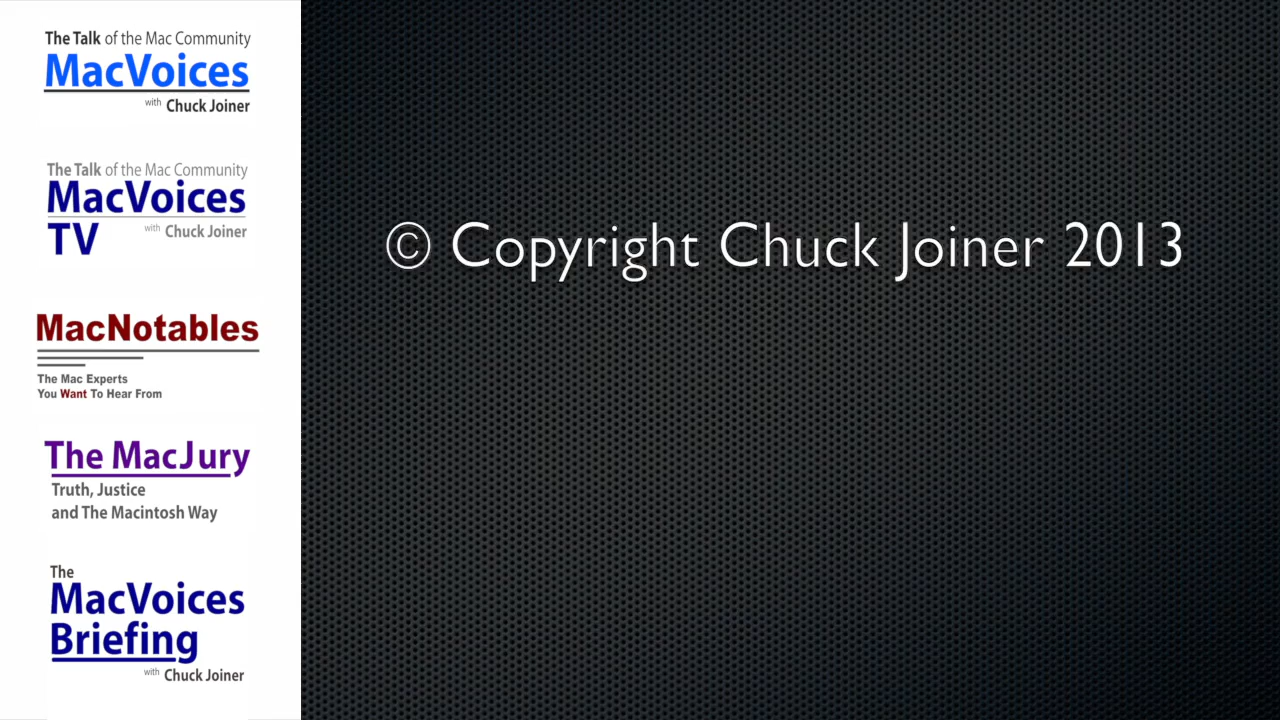 The Talk of the Mac Community
MacVoices
with Chuck Joiner
The Talk of the Mac Community
MacVoices
TV with Chuck Joiner
MacNotables
The Mac Experts
You Want To Hear From
The MacJury
Truth, Justice
and The Macintosh Way
The
MacVoices
Briefing
with Chuck Joiner
© Copyright Chuck Joiner 2013